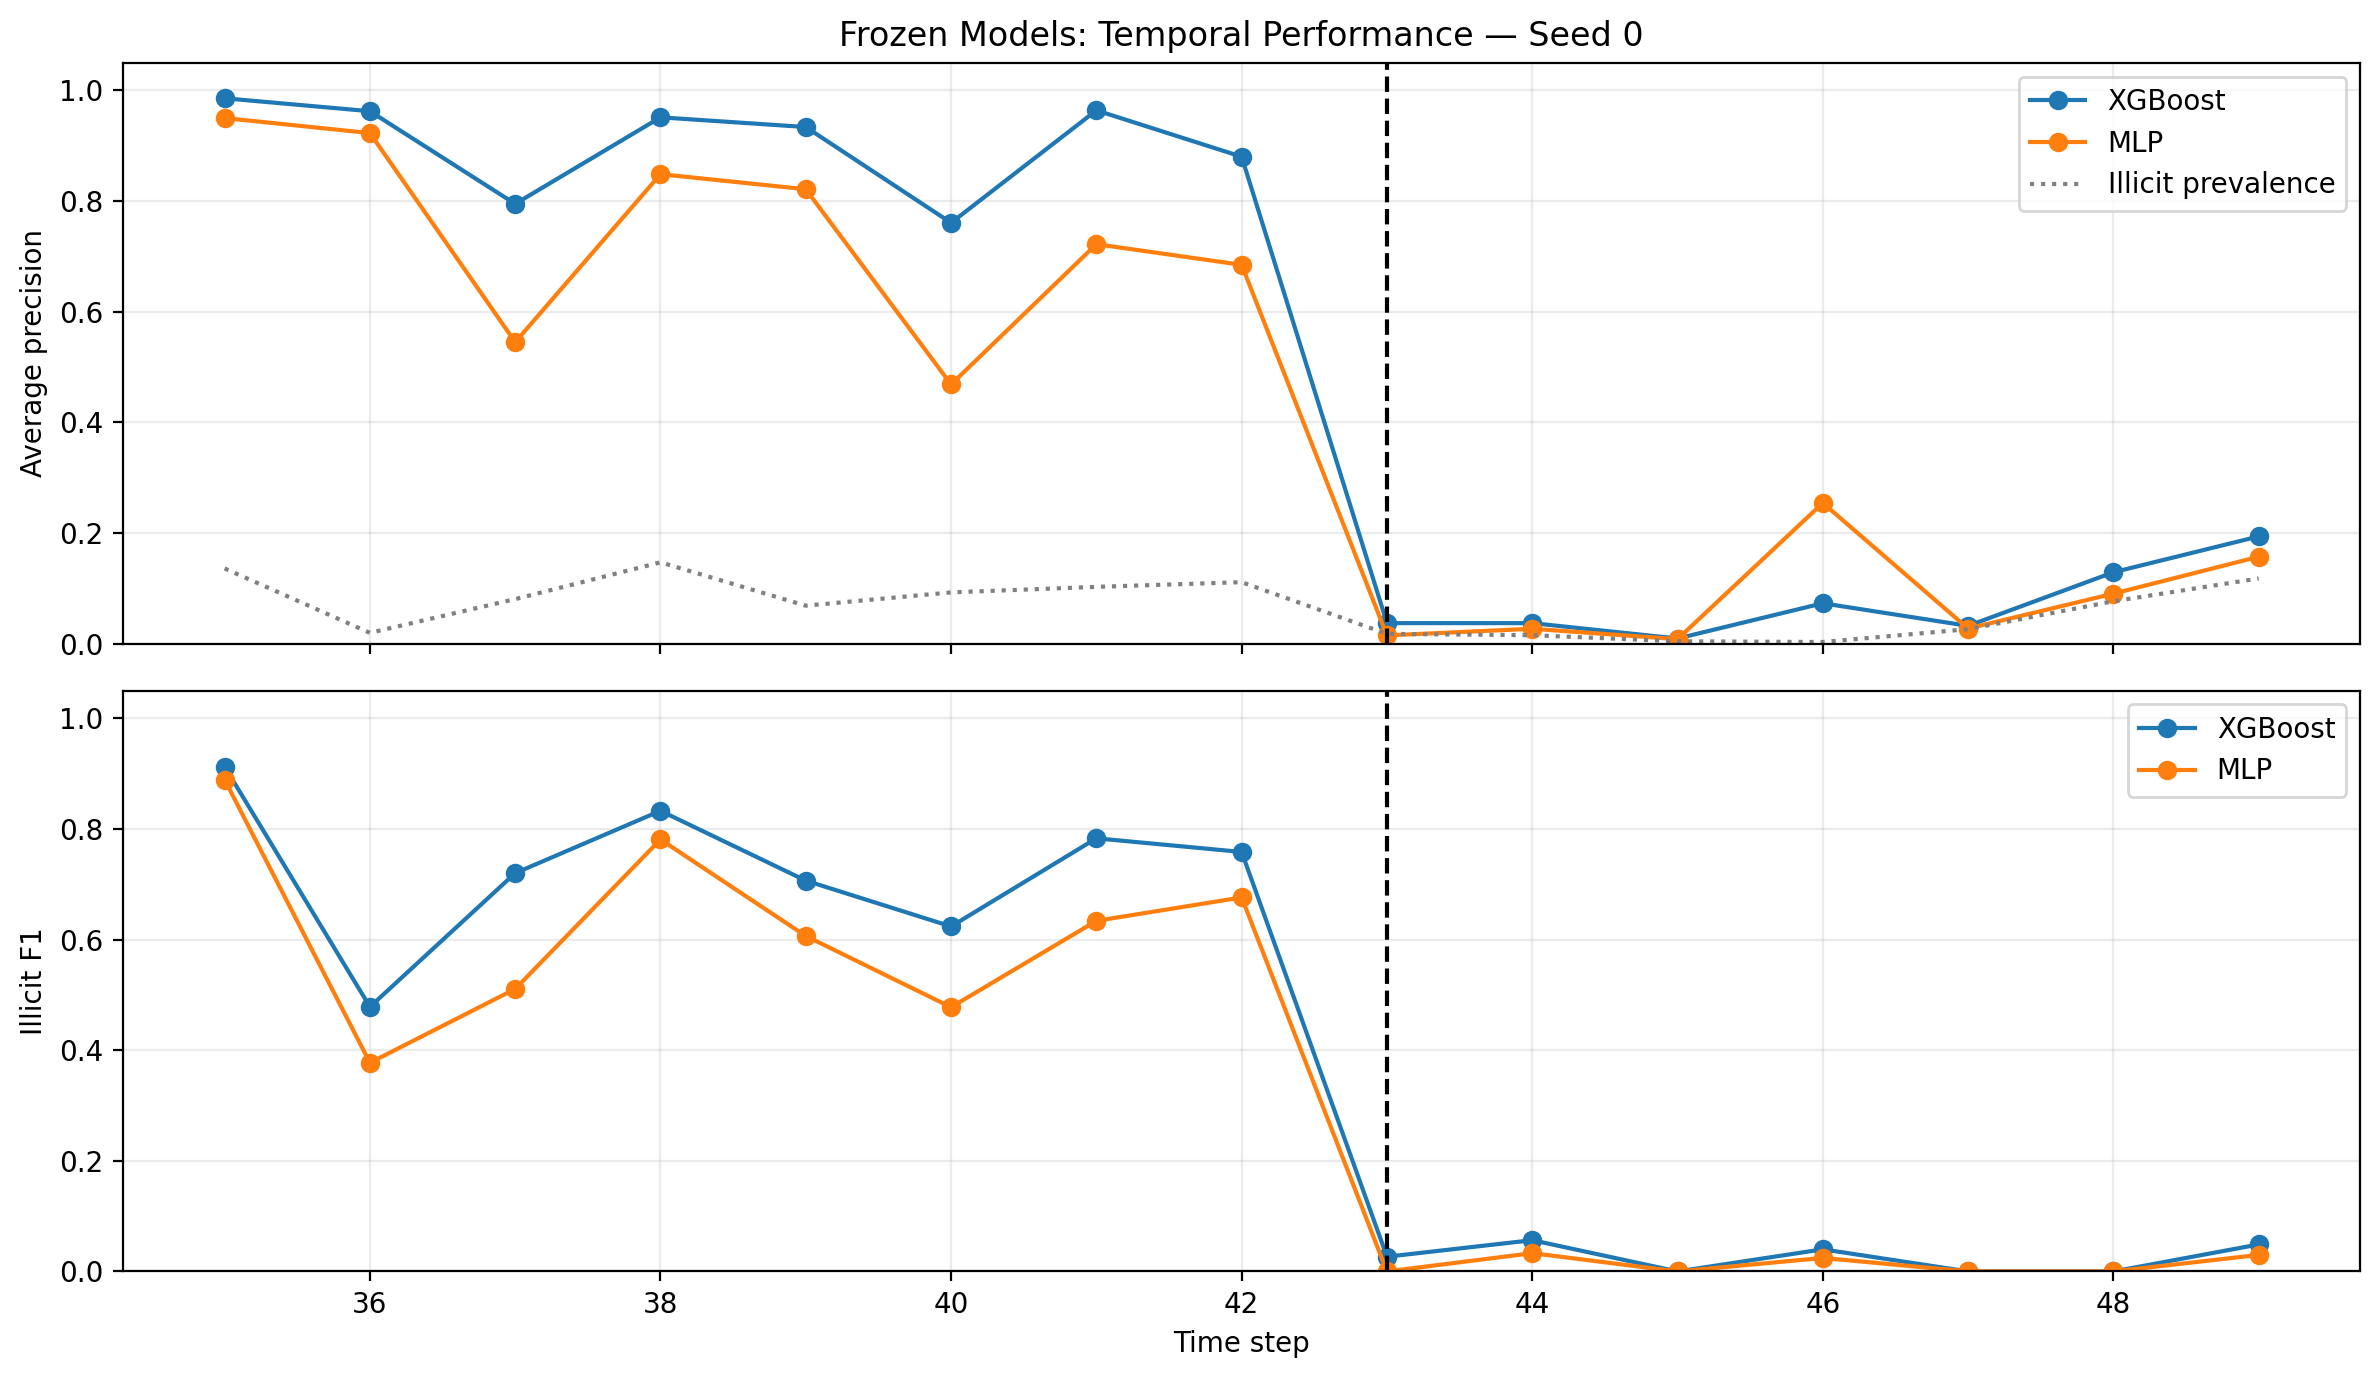 Frozen Models: Temporal Performance — Seed 0
Average precision
1.0
0.8
0.6
0.4
0.2
0.0
XGBoost
MLP
Illicit prevalence
Illicit F1
1.0
0.8
0.6
0.4
0.2
0.0
XGBoost
MLP
36 38 40 42 44 46 48
Time step